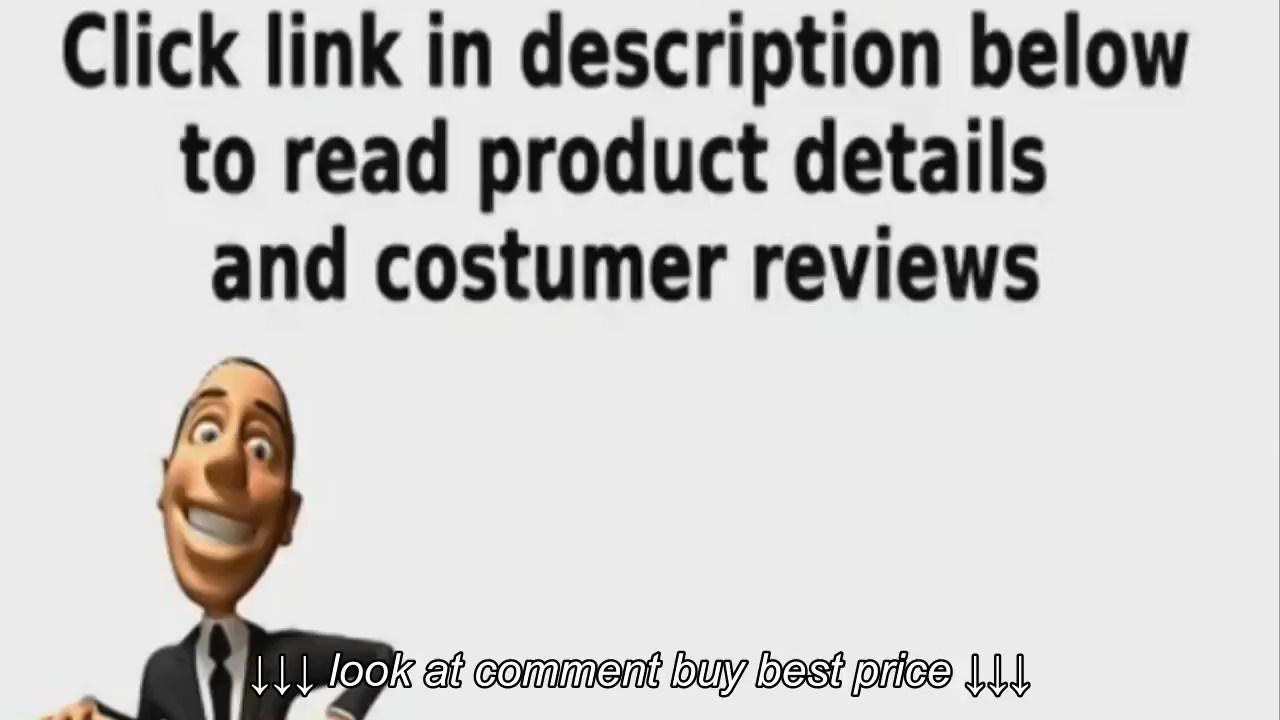 Click link in description below
to read product details
and costumer reviews
↓↓↓ look at comment buy best price ↓↓↓